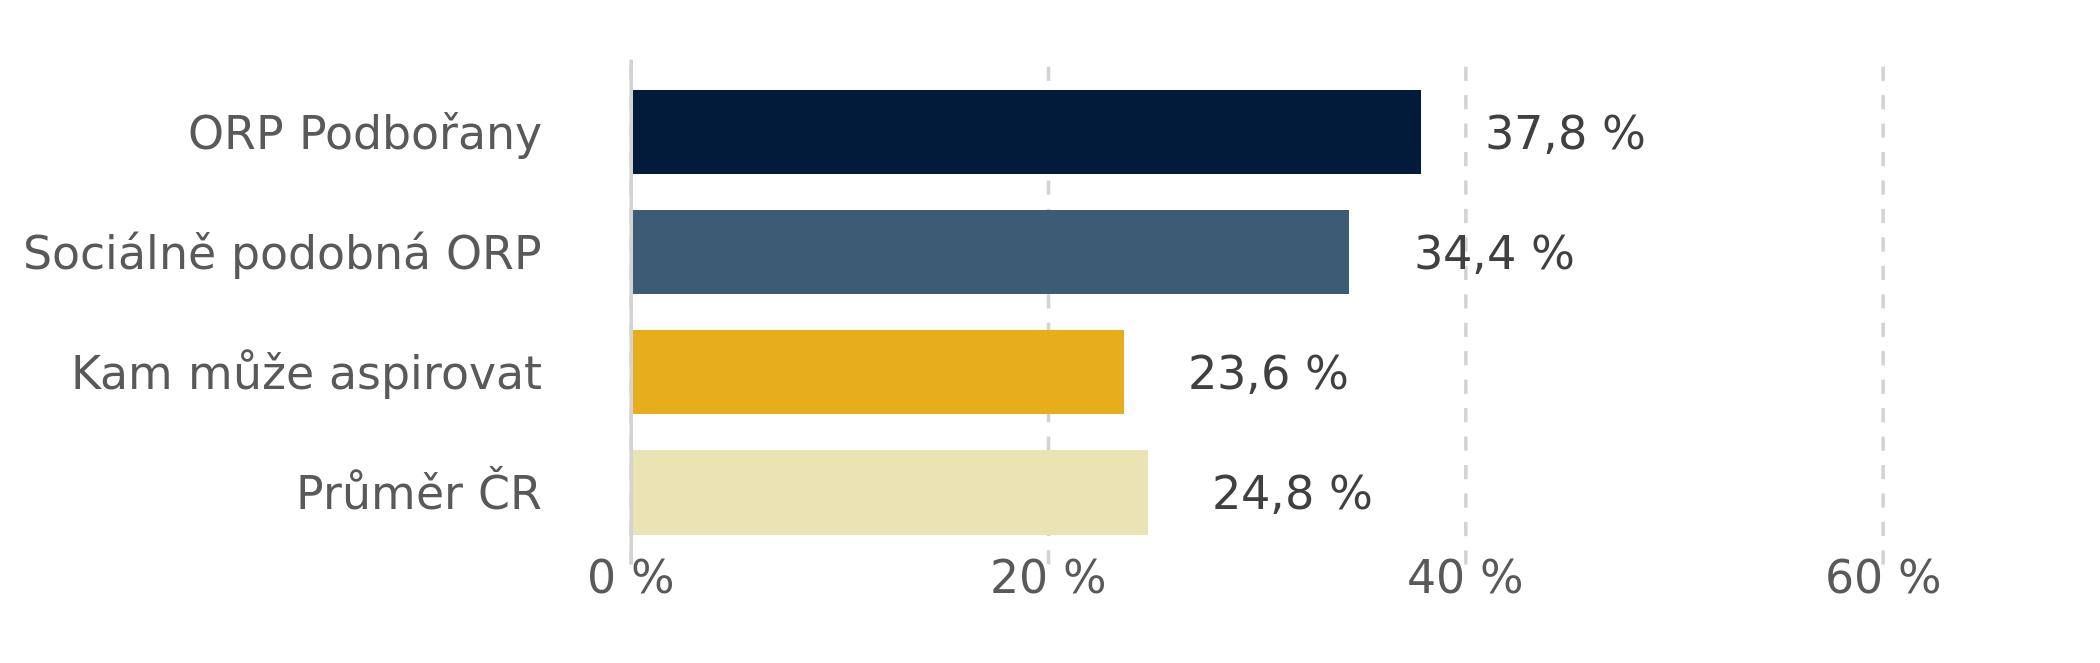 ORP Podbořany 37,8 %
Sociálně podobná ORP 34,4 %
Kam může aspirovat 23,6 %
Průměr ČR 24,8 %
0 % 20 % 40 % 60 %